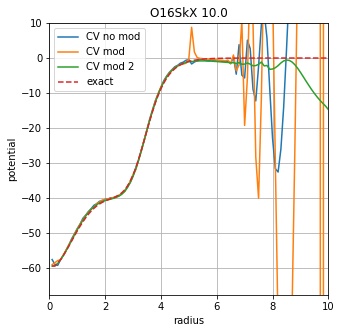 O16SkX 10.0
CV no mod
CV mod
CV mod 2
exact
10
0
−10
−20
−30
−40
−50
−60
potential
0
2
4
6
8
10
radius